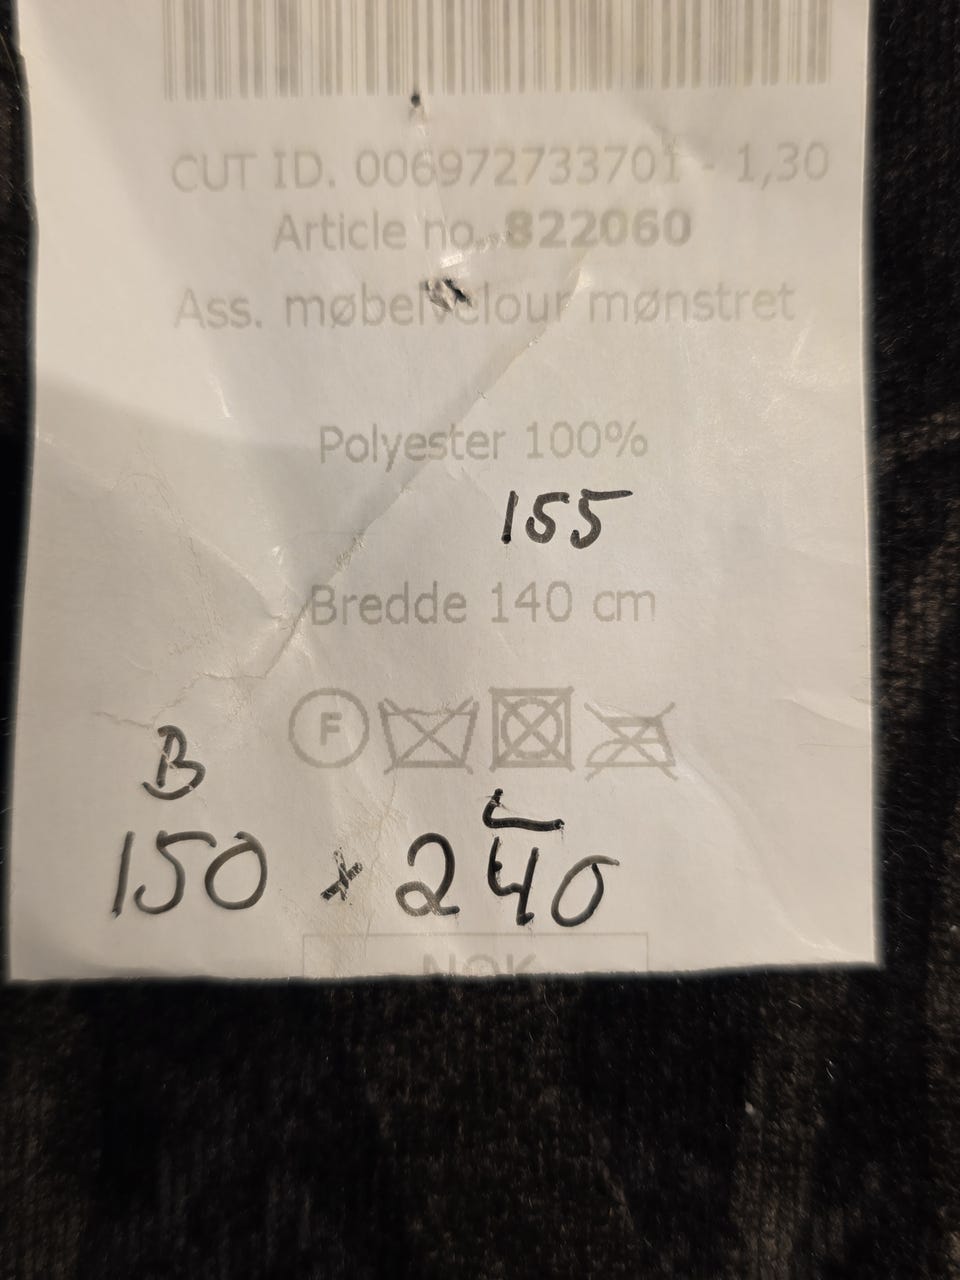 CUT ID. 006972733701 - 1,30
Article no. 822060
Ass. møbelvelour mønstret
Polyester 100%
155
Bredde 140 cm
F
B L
150 x 240
NOK